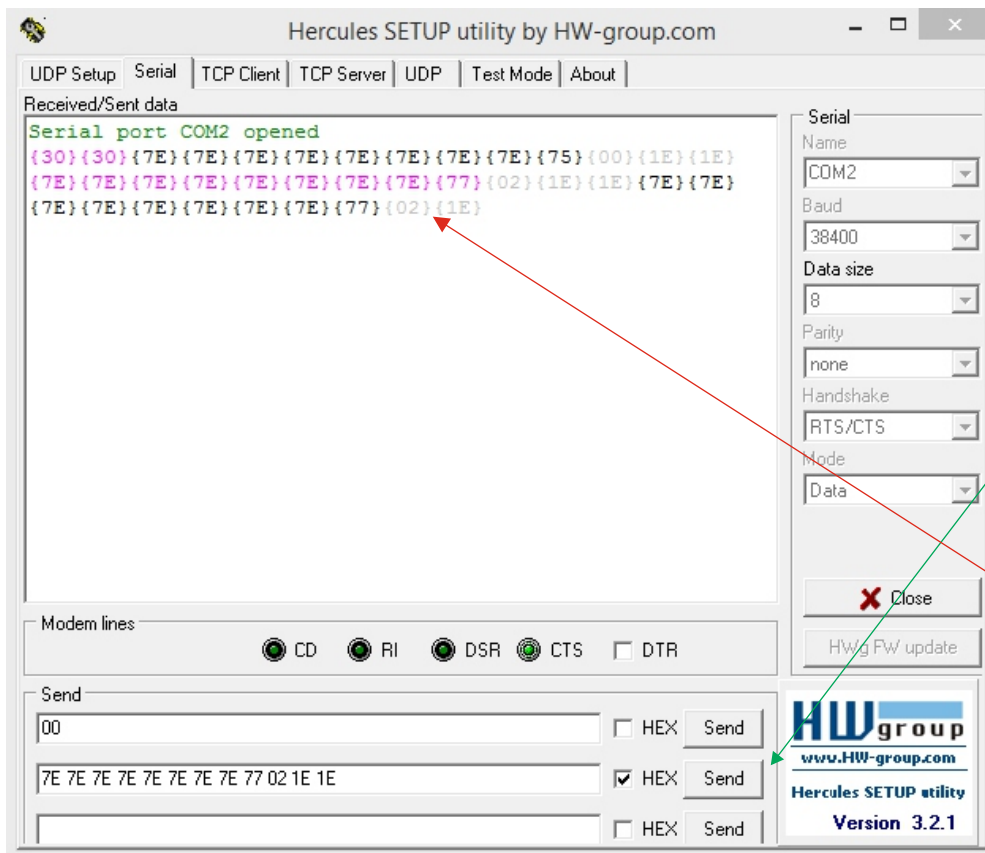 Hercules SETUP utility by HW-group.com
UDP Setup Serial TCP Client TCP Server UDP Test Mode About
Received/Sent data
Serial port COM2 opened
{30}{30}{7E}{7E}{7E}{7E}{7E}{7E}{7E}{7E}{75}{00}{1E}{1E}
{7E}{7E}{7E}{7E}{7E}{7E}{7E}{7E}{77}{02}{1E}{1E}{7E}{7E}
{7E}{7E}{7E}{7E}{7E}{7E}{77}{02}{1E}
Serial
Name
COM2
Baud
38400
Data size
8
Parity
none
Handshake
RTS/CTS
Mode
Data
Close
HWg FW update
Modem lines
CD RI DSR CTS DTR
Send
00 HEX Send
7E 7E 7E 7E 7E 7E 7E 7E 77 02 1E 1E HEX Send
HEX Send
HWgroup
www.HW-group.com
Hercules SETUP utility
Version 3.2.1